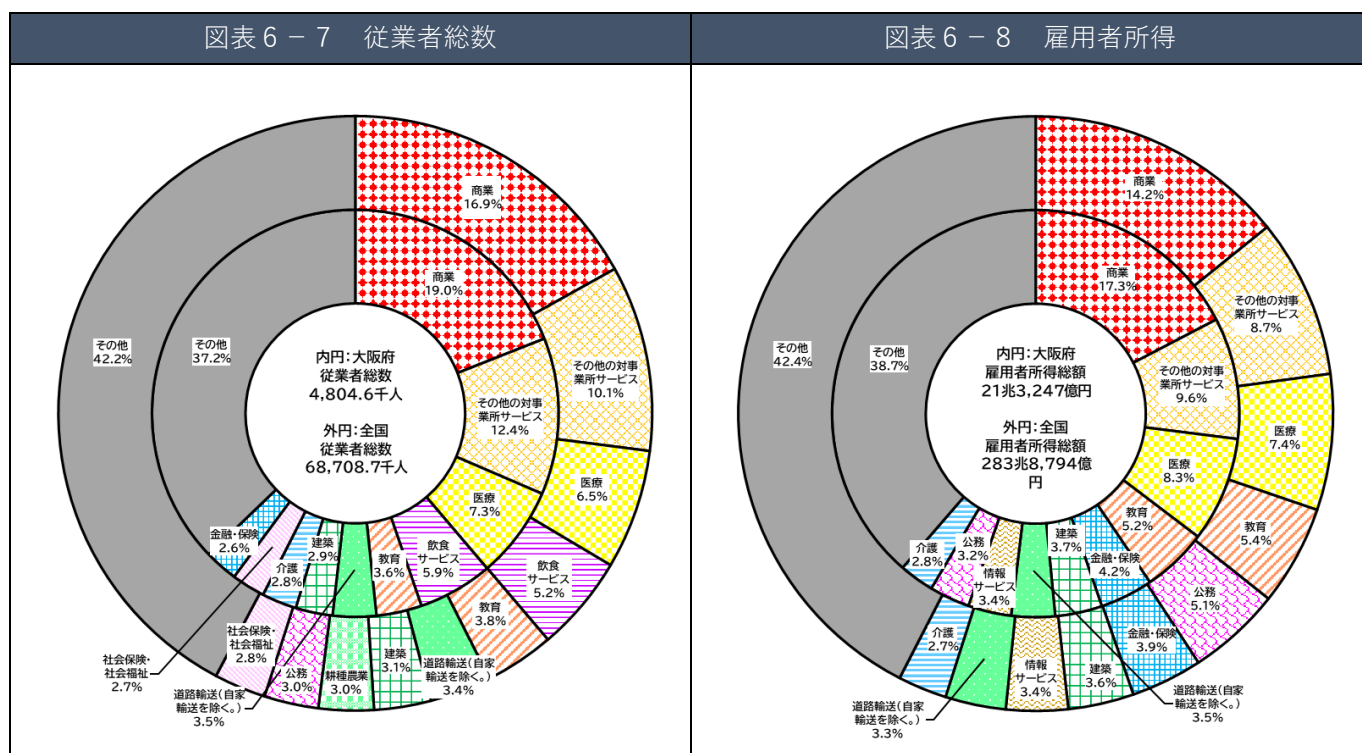 図表６－７　従業者総数
商業
16.9%
その他の対事
業所サービス
10.1%
医療
6.5%
飲食
サービス
5.2%
教育
3.8%
道路輸送(自家
輸送を除く。)
3.4%
建築
3.1%
耕種農業
3.0%
公務
3.0%
社会保険・
社会福祉
2.8%
その他
42.2%
商業
19.0%
その他の対事
業所サービス
12.4%
医療
7.3%
飲食
サービス
5.9%
教育
3.6%
道路輸送(自家
輸送を除く。)
3.5%
建築
2.9%
介護
2.8%
社会保険・
社会福祉
2.7%
金融・保険
2.6%
その他
37.2%
内円：大阪府
従業者総数
4,804.6千人
外円：全国
従業者総数
68,708.7千人
図表６－８　雇用者所得
商業
14.2%
その他の対事
業所サービス
8.7%
医療
7.4%
教育
5.4%
公務
5.1%
金融・保険
3.9%
建築
3.6%
情報
サービス
3.4%
道路輸送(自家
輸送を除く。)
3.3%
介護
2.7%
その他
42.4%
商業
17.3%
その他の対事
業所サービス
9.6%
医療
8.3%
教育
5.2%
金融・保険
4.2%
建築
3.7%
道路輸送(自家
輸送を除く。)
3.5%
情報
サービス
3.4%
公務
3.2%
介護
2.8%
その他
38.7%
内円：大阪府
雇用者所得総額
21兆3,247億円
外円：全国
雇用者所得総額
283兆8,794億
円